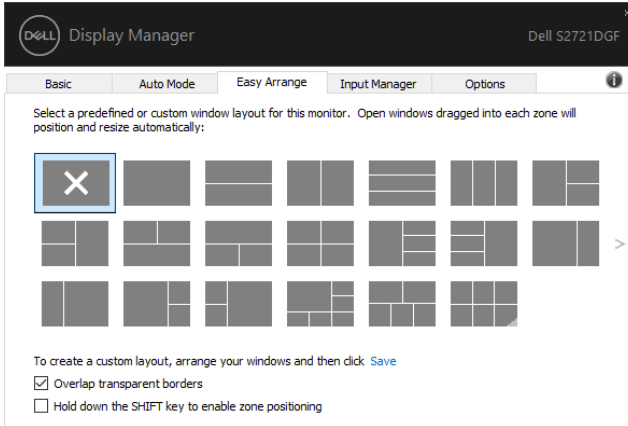 DELL Display Manager
Dell S2721DGF
Basic Auto Mode Easy Arrange Input Manager Options
Select a predefined or custom window layout for this monitor. Open windows dragged into each zone will
position and resize automatically:
To create a custom layout, arrange your windows and then click Save
Overlap transparent borders
Hold down the SHIFT key to enable zone positioning